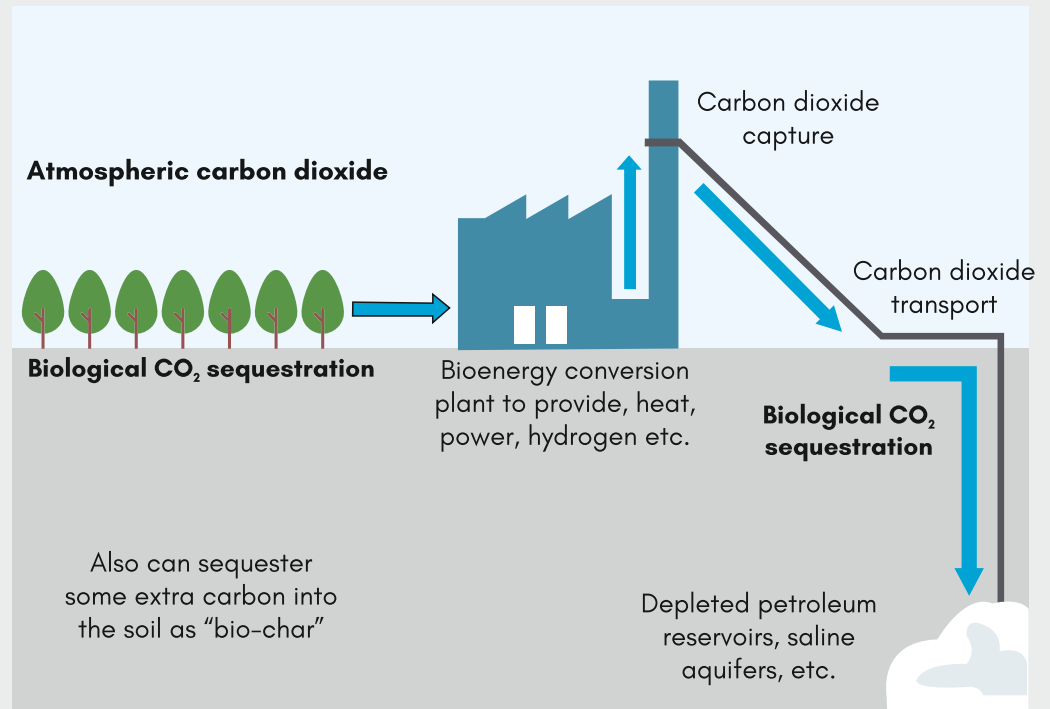 Carbon dioxide
capture
Atmospheric carbon dioxide
Carbon dioxide
transport
Biological CO₂ sequestration
Bioenergy conversion
plant to provide, heat,
power, hydrogen etc.
Biological CO₂
sequestration
Also can sequester
some extra carbon into
the soil as “bio-char”
Depleted petroleum
reservoirs, saline
aquifers, etc.